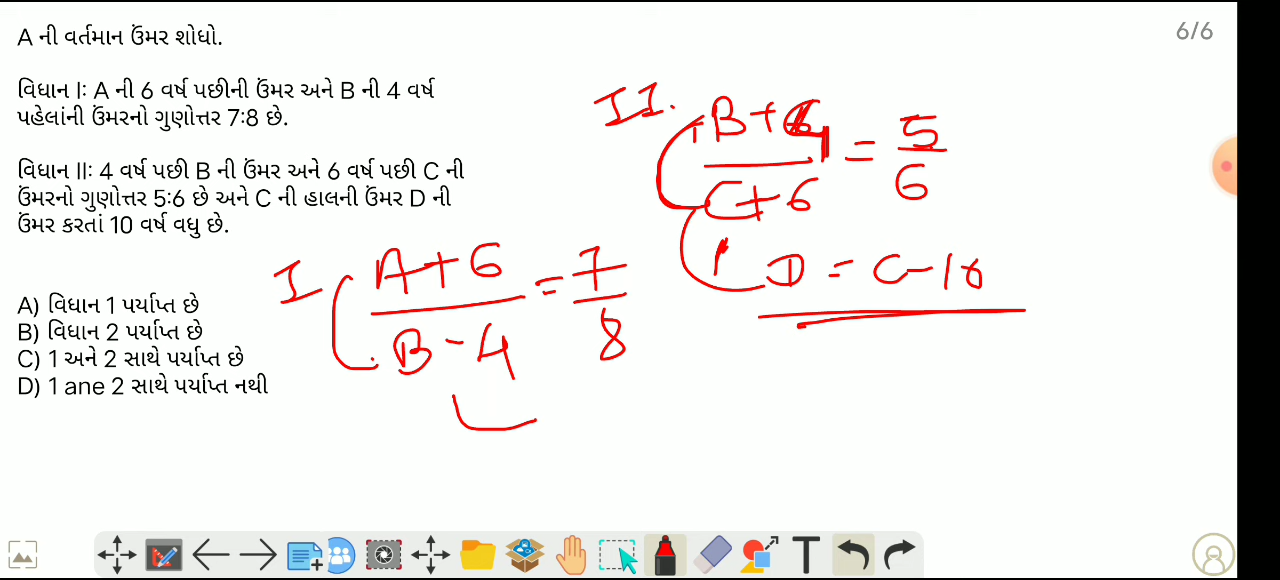 6/6
A ની વર્તમાન ઉંમર શોધો.
વિધાન I: A ની 6 વર્ષ પછીની ઉંમર અને B ની 4 વર્ષ
પહેલાંની ઉંમરનો ગુણોત્તર 7:8 છે.
વિધાન II: 4 વર્ષ પછી B ની ઉંમર અને 6 વર્ષ પછી C ની
ઉંમરનો ગુણોત્તર 5:6 છે અને C ની હાલની ઉંમર D ની
ઉંમર કરતાં 10 વર્ષ વધુ છે.
A) વિધાન 1 પર્યાપ્ત છે
B) વિધાન 2 પર્યાપ્ત છે
C) 1 અને 2 સાથે પર્યાપ્ત છે
D) 1 ane 2 સાથે પર્યાપ્ત નથી
II. B+4 / C+6 = 5/6
D = C-10
I A+6 / B-4 = 7/8
T